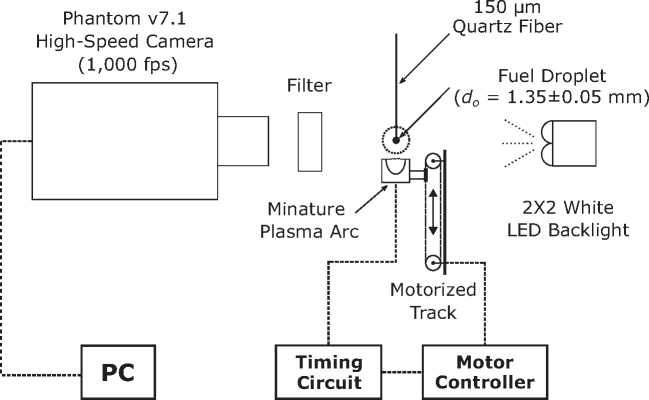 Phantom v7.1
High-Speed Camera
(1,000 fps)
150 μm
Quartz Fiber
Filter
Fuel Droplet
(do = 1.35±0.05 mm)
Minature
Plasma Arc
2X2 White
LED Backlight
Motorized
Track
PC
Timing
Circuit
Motor
Controller